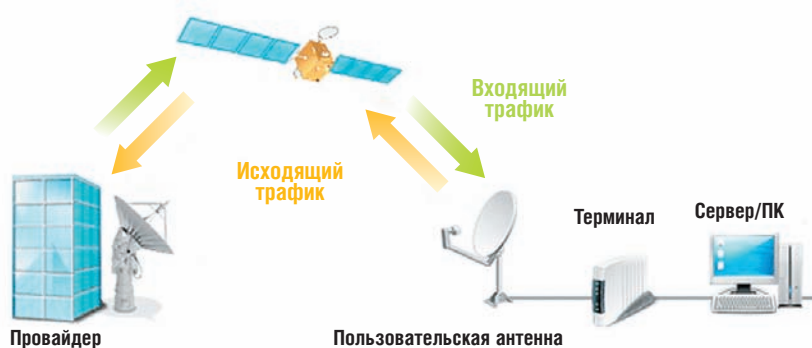 Входящий
трафик
Исходящий
трафик
Терминал
Сервер/ПК
Провайдер
Пользовательская антенна